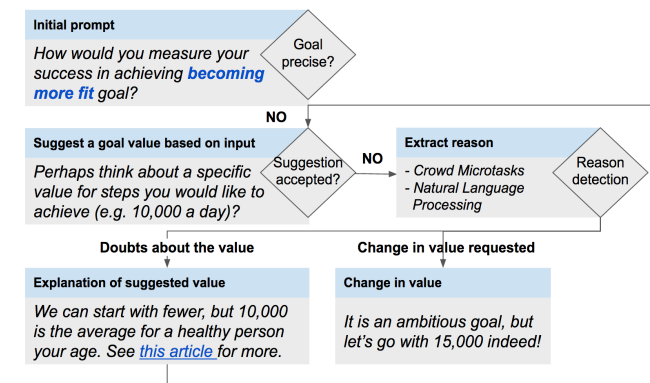 Initial prompt
How would you measure your
success in achieving becoming
more fit goal?
Goal
precise?
NO
Suggest a goal value based on input
Perhaps think about a specific
value for steps you would like to
achieve (e.g. 10,000 a day)?
Suggestion
accepted?
NO
Extract reason
- Crowd Microtasks
- Natural Language
Processing
Reason
detection
Doubts about the value
Change in value requested
Explanation of suggested value
We can start with fewer, but 10,000
is the average for a healthy person
your age. See this article for more.
Change in value
It is an ambitious goal, but
let's go with 15,000 indeed!